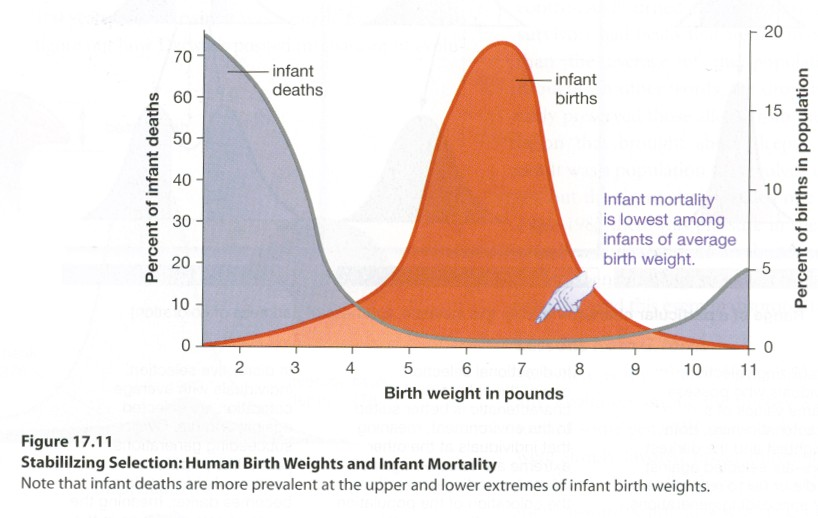 Percent of infant deaths
70
60
50
40
30
20
10
0
infant
deaths
infant
births
Infant mortality
is lowest among
infants of average
birth weight.
20
15
10
5
0
Percent of births in population
2 3 4 5 6 7 8 9 10 11
Birth weight in pounds
Figure 17.11
Stabililzing Selection: Human Birth Weights and Infant Mortality
Note that infant deaths are more prevalent at the upper and lower extremes of infant birth weights.